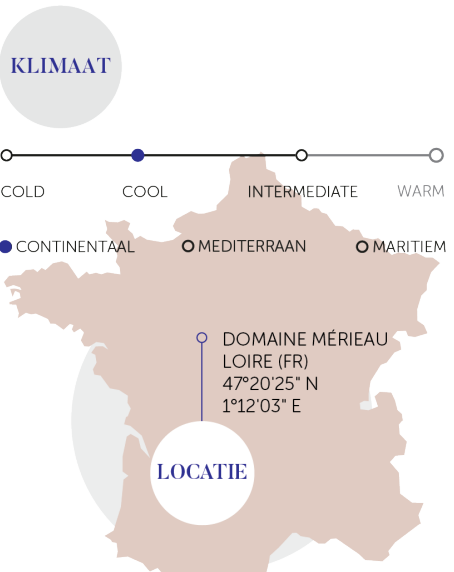 KLIMAAT
COLD COOL INTERMEDIATE WARM
CONTINENTAAL MEDITERRAAN MARITIEM
DOMAINE MÉRIEAU
LOIRE (FR)
47°20'25" N
1°12'03" E
LOCATIE